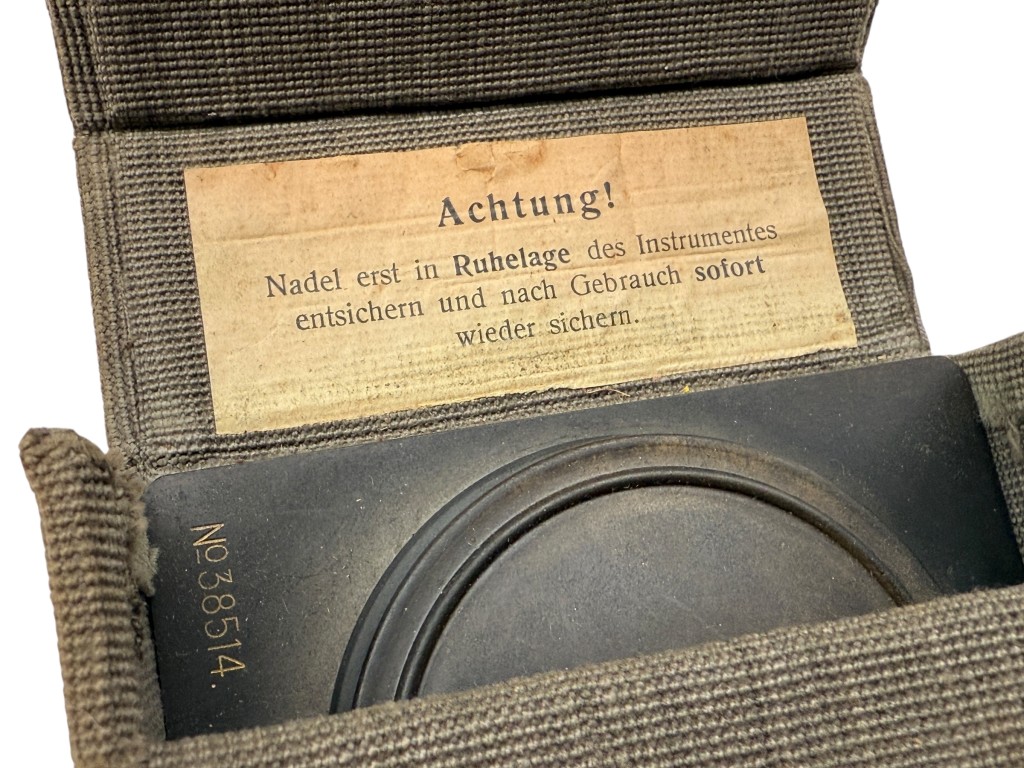 Achtung!
Nadel erst in Ruhelage des Instrumentes
entsichern und nach Gebrauch sofort
wieder sichern.
№ 38514.